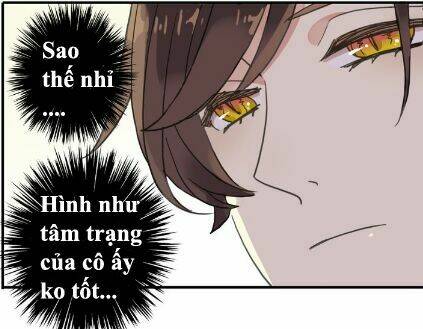 Sao
thế nhỉ
....
Hình như
tâm trạng
của cô ấy
ko tốt...